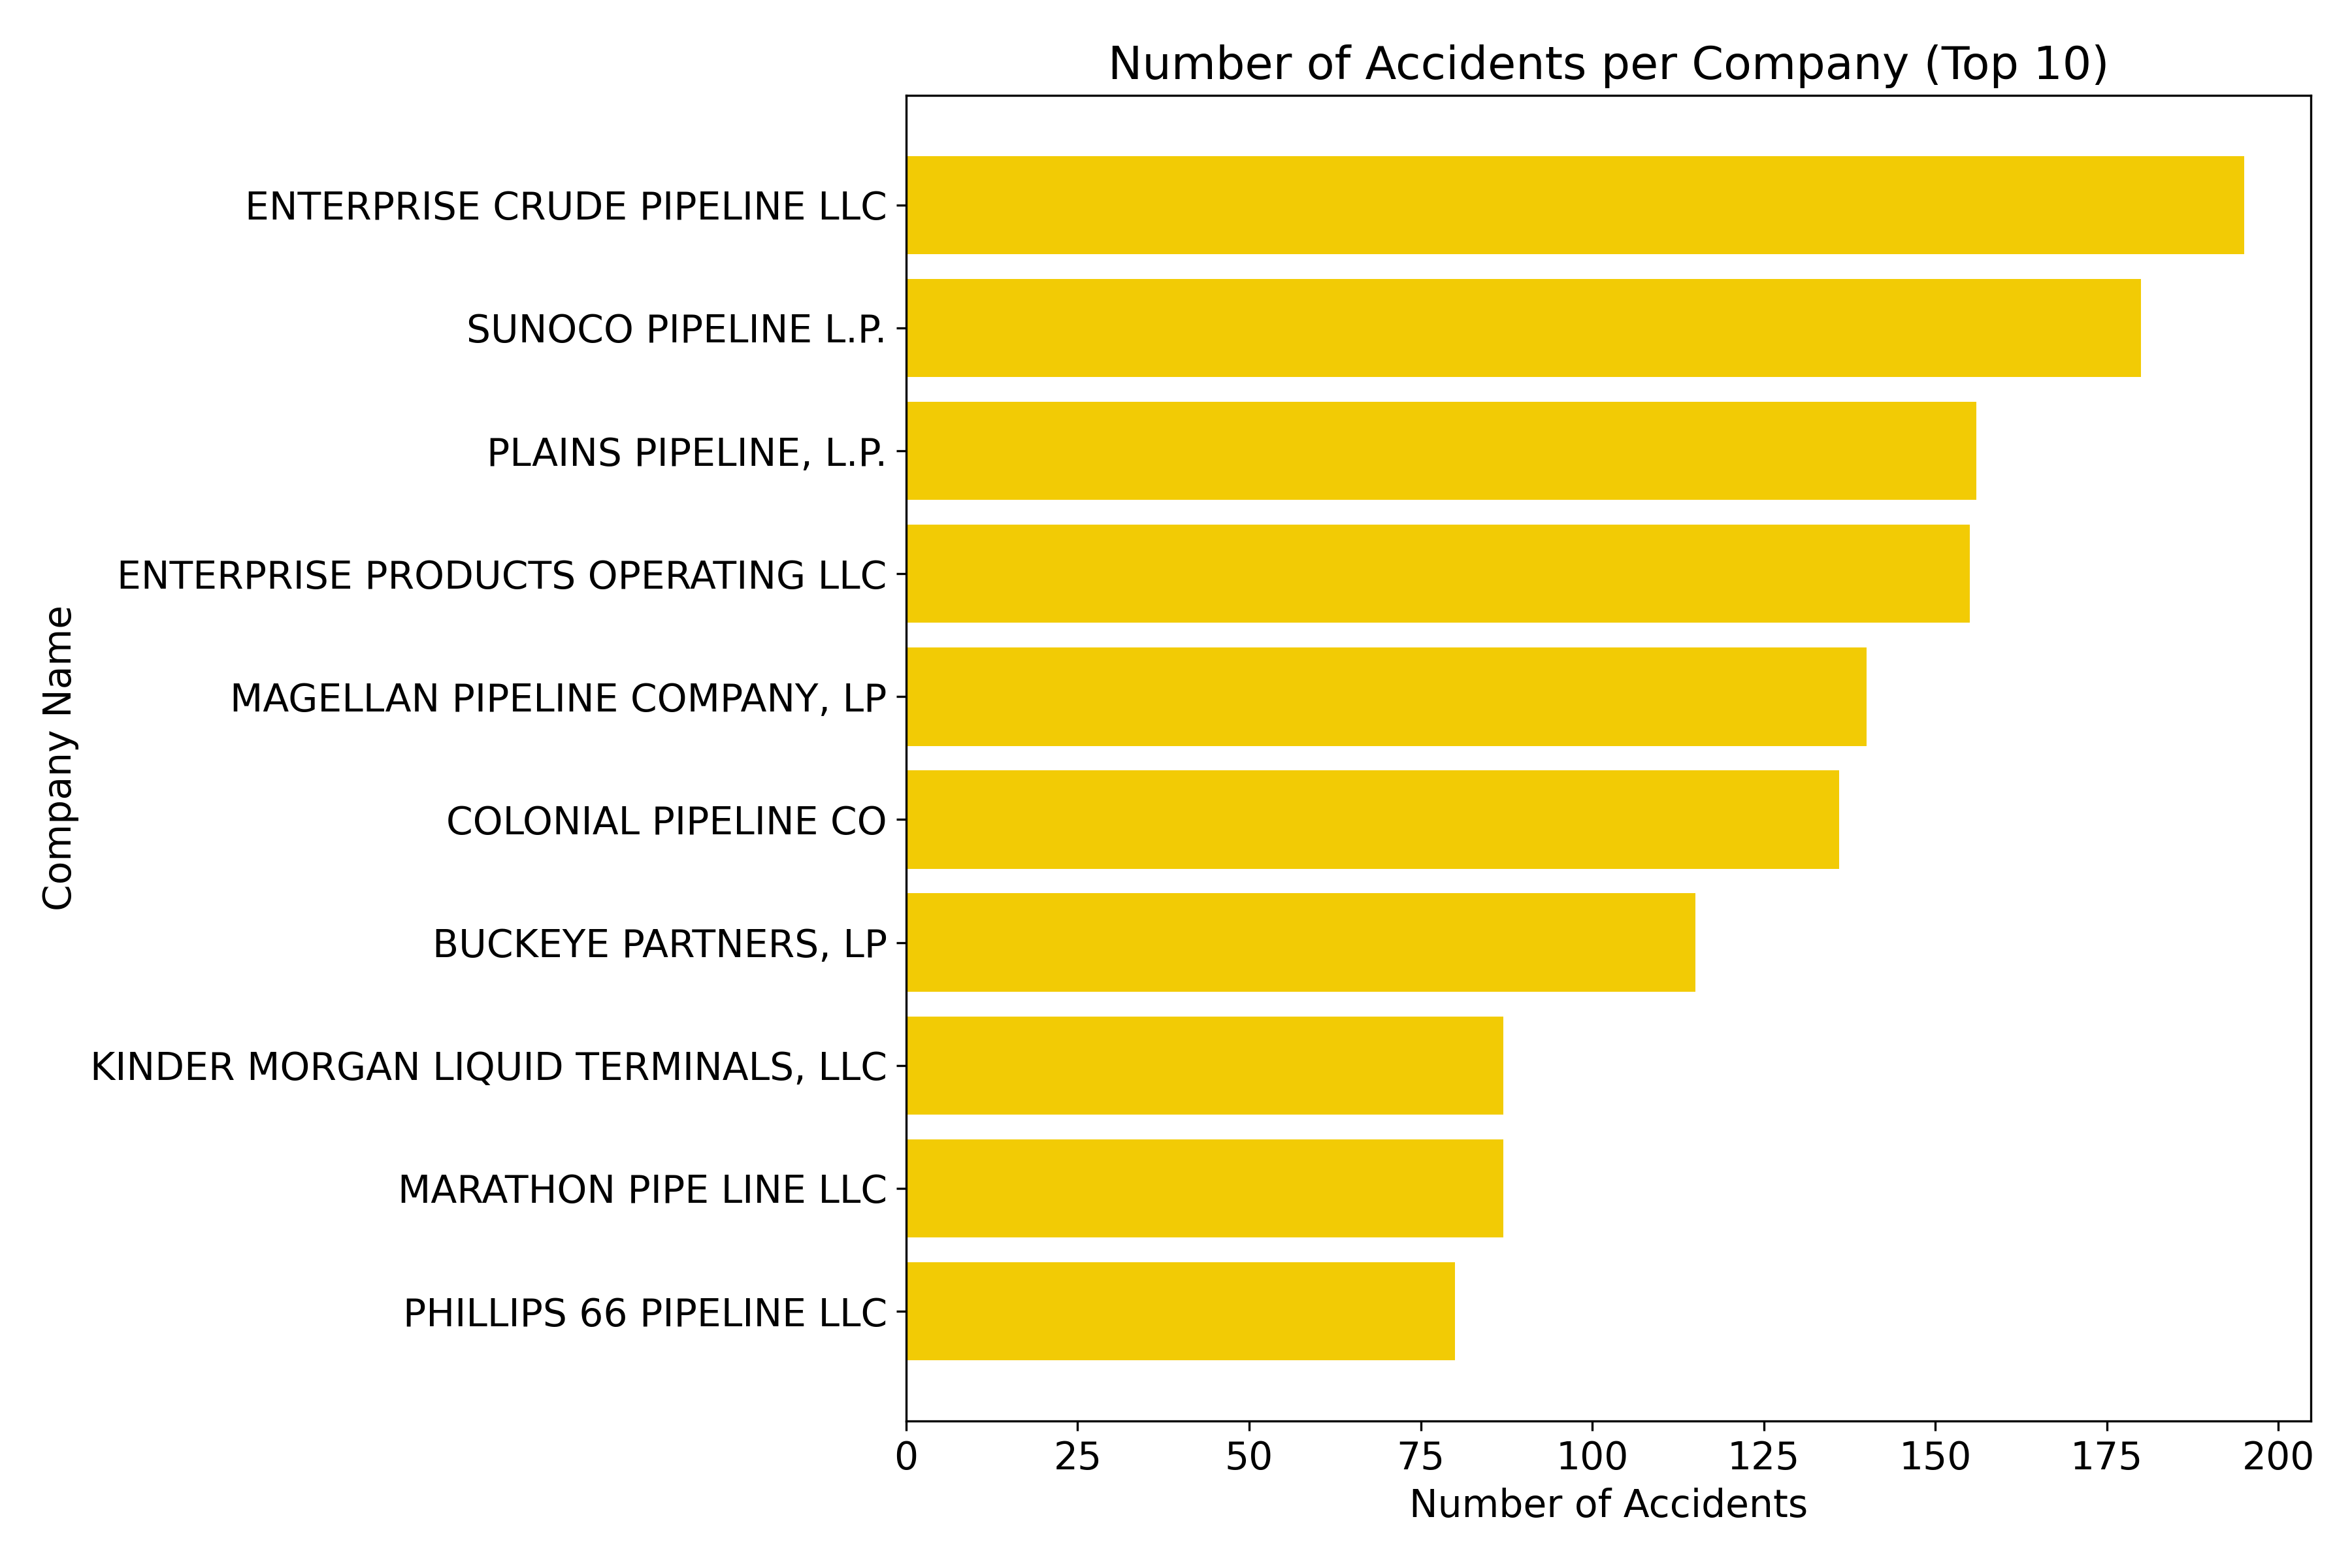 Number of Accidents per Company (Top 10)
Company Name
ENTERPRISE CRUDE PIPELINE LLC
SUNOCO PIPELINE L.P.
PLAINS PIPELINE, L.P.
ENTERPRISE PRODUCTS OPERATING LLC
MAGELLAN PIPELINE COMPANY, LP
COLONIAL PIPELINE CO
BUCKEYE PARTNERS, LP
KINDER MORGAN LIQUID TERMINALS, LLC
MARATHON PIPE LINE LLC
PHILLIPS 66 PIPELINE LLC
0 25 50 75 100 125 150 175 200
Number of Accidents